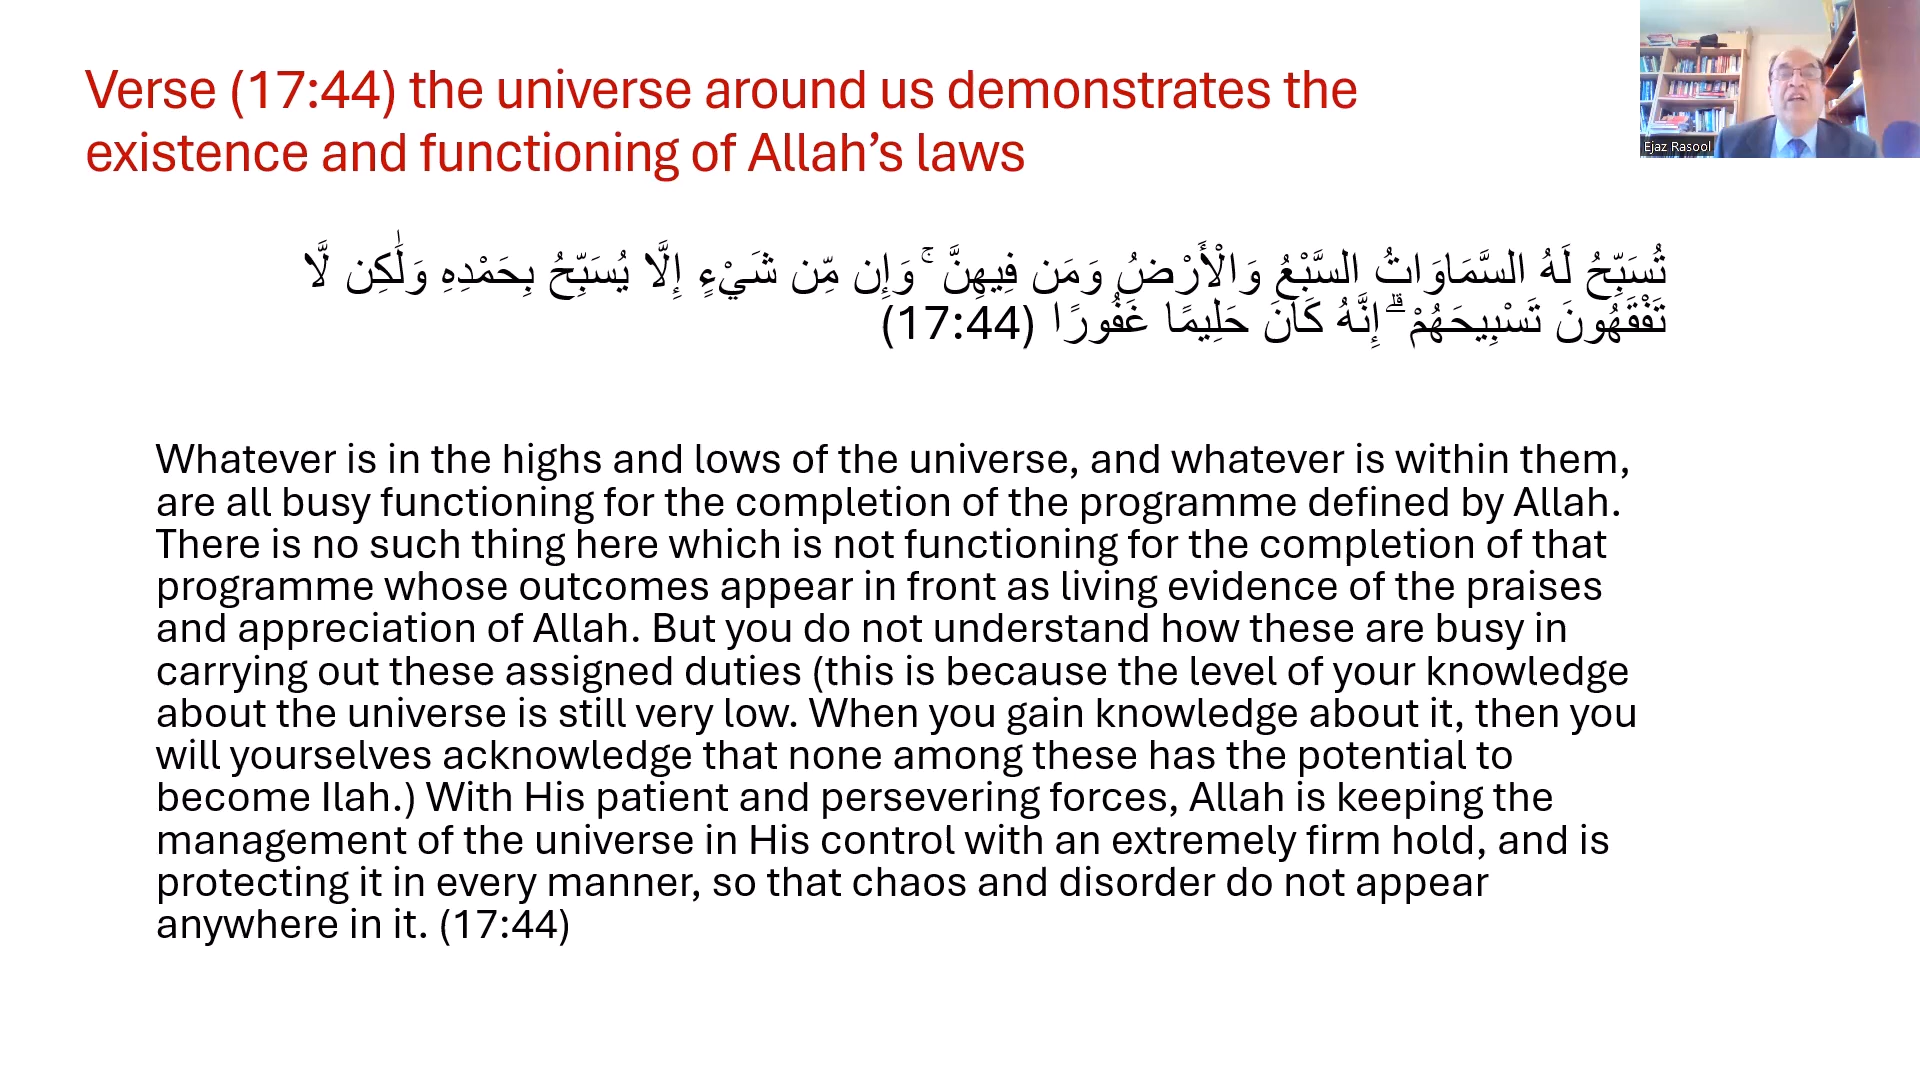 Verse (17:44) the universe around us demonstrates the
existence and functioning of Allah’s laws
Ejaz Rasool
تُسَبِّحُ لَهُ السَّمَاوَاتُ السَّبْعُ وَالْأَرْضُ وَمَن فِيهِنَّ ۚ وَإِن مِّن شَيْءٍ إِلَّا يُسَبِّحُ بِحَمْدِهِ وَلَٰكِن لَّا
تَفْقَهُونَ تَسْبِيحَهُمْ ۗ إِنَّهُ كَانَ حَلِيمًا غَفُورًا (17:44)
Whatever is in the highs and lows of the universe, and whatever is within them,
are all busy functioning for the completion of the programme defined by Allah.
There is no such thing here which is not functioning for the completion of that
programme whose outcomes appear in front as living evidence of the praises
and appreciation of Allah. But you do not understand how these are busy in
carrying out these assigned duties (this is because the level of your knowledge
about the universe is still very low. When you gain knowledge about it, then you
will yourselves acknowledge that none among these has the potential to
become Ilah.) With His patient and persevering forces, Allah is keeping the
management of the universe in His control with an extremely firm hold, and is
protecting it in every manner, so that chaos and disorder do not appear
anywhere in it. (17:44)